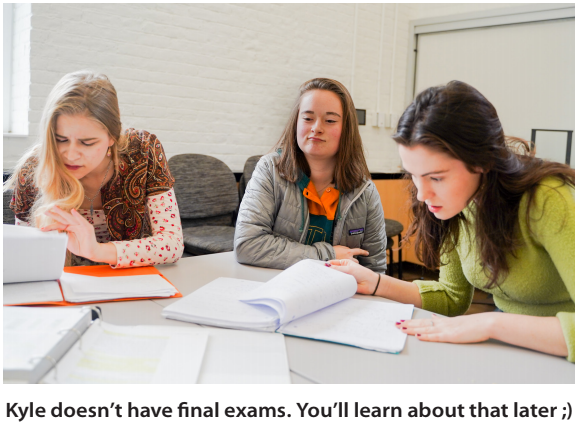 Kyle doesn’t have final exams. You’ll learn about that later ;)